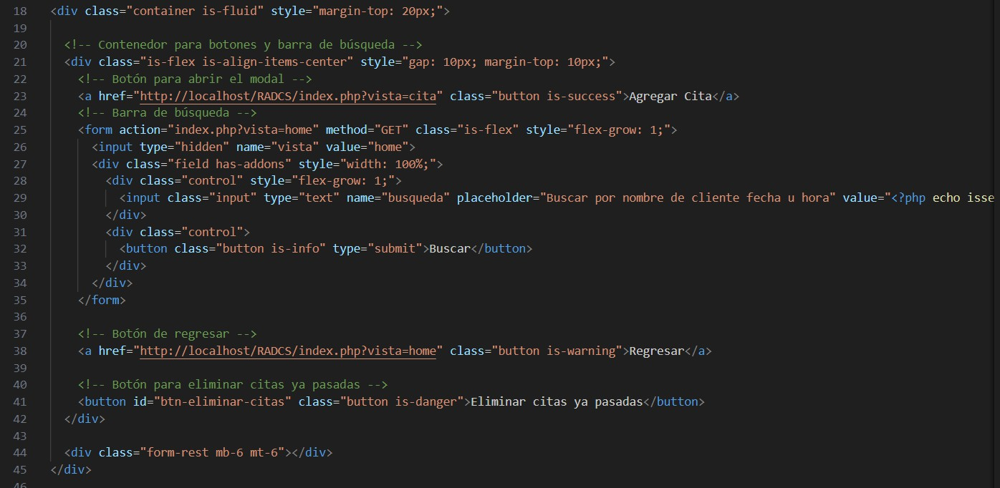 18 <div class="container is-fluid" style="margin-top: 20px;">
19
20 <!-- Contenedor para botones y barra de búsqueda -->
21 <div class="is-flex is-align-items-center" style="gap: 10px; margin-top: 10px;">
22 <!-- Botón para abrir el modal -->
23 <a href="http://localhost/RADCS/index.php?vista=cita" class="button is-success">Agregar Cita</a>
24 <!-- Barra de búsqueda -->
25 <form action="index.php?vista=home" method="GET" class="is-flex" style="flex-grow: 1;">
26 <input type="hidden" name="vista" value="home">
27 <div class="field has-addons" style="width: 100%;">
28 <div class="control" style="flex-grow: 1;">
29 <input class="input" type="text" name="busqueda" placeholder="Buscar por nombre de cliente fecha u hora" value="<?php echo isse
30 </div>
31 <div class="control">
32 <button class="button is-info" type="submit">Buscar</button>
33 </div>
34 </div>
35 </form>
36
37 <!-- Botón de regresar -->
38 <a href="http://localhost/RADCS/index.php?vista=home" class="button is-warning">Regresar</a>
39
40 <!-- Botón para eliminar citas ya pasadas -->
41 <button id="btn-eliminar-citas" class="button is-danger">Eliminar citas ya pasadas</button>
42 </div>
43
44 <div class="form-rest mb-6 mt-6"></div>
45 </div>
46